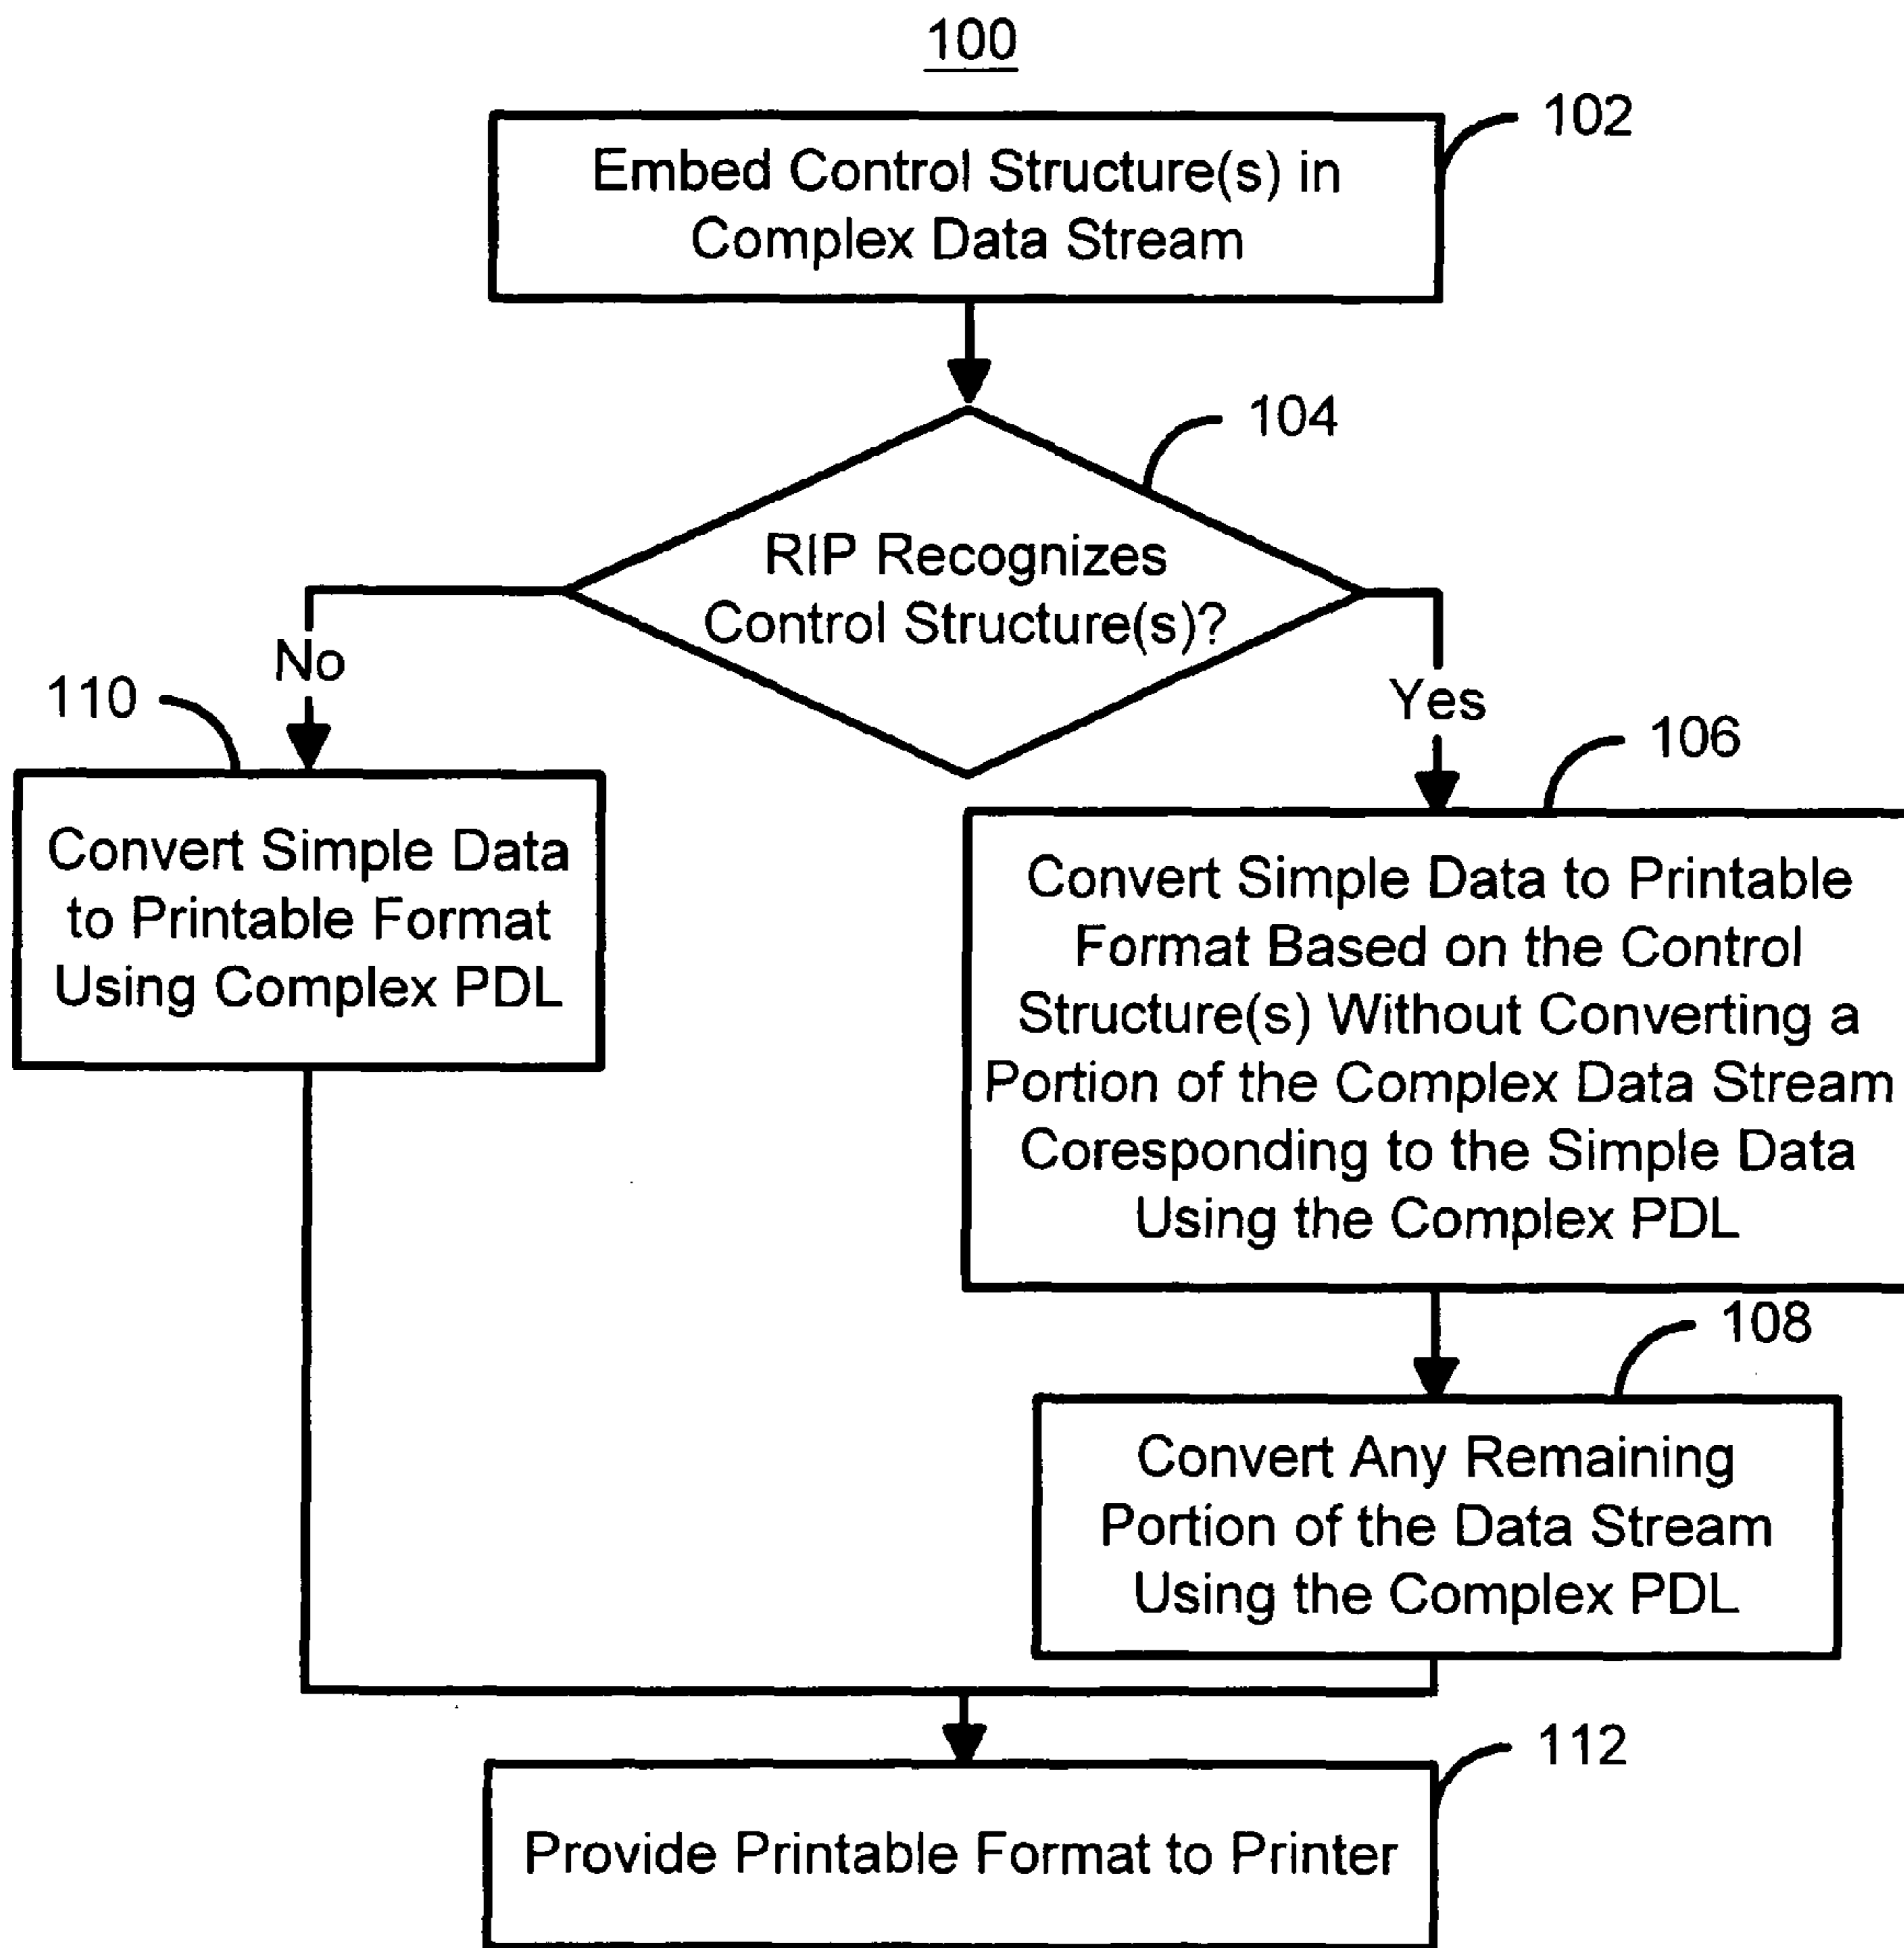 100
102
Embed Control Structure(s) in
Complex Data Stream
104
RIP Recognizes
Control Structure(s)?
No
Yes
110
Convert Simple Data
to Printable Format
Using Complex PDL
106
Convert Simple Data to Printable
Format Based on the Control
Structure(s) Without Converting a
Portion of the Complex Data Stream
Coresponding to the Simple Data
Using the Complex PDL
108
Convert Any Remaining
Portion of the Data Stream
Using the Complex PDL
112
Provide Printable Format to Printer